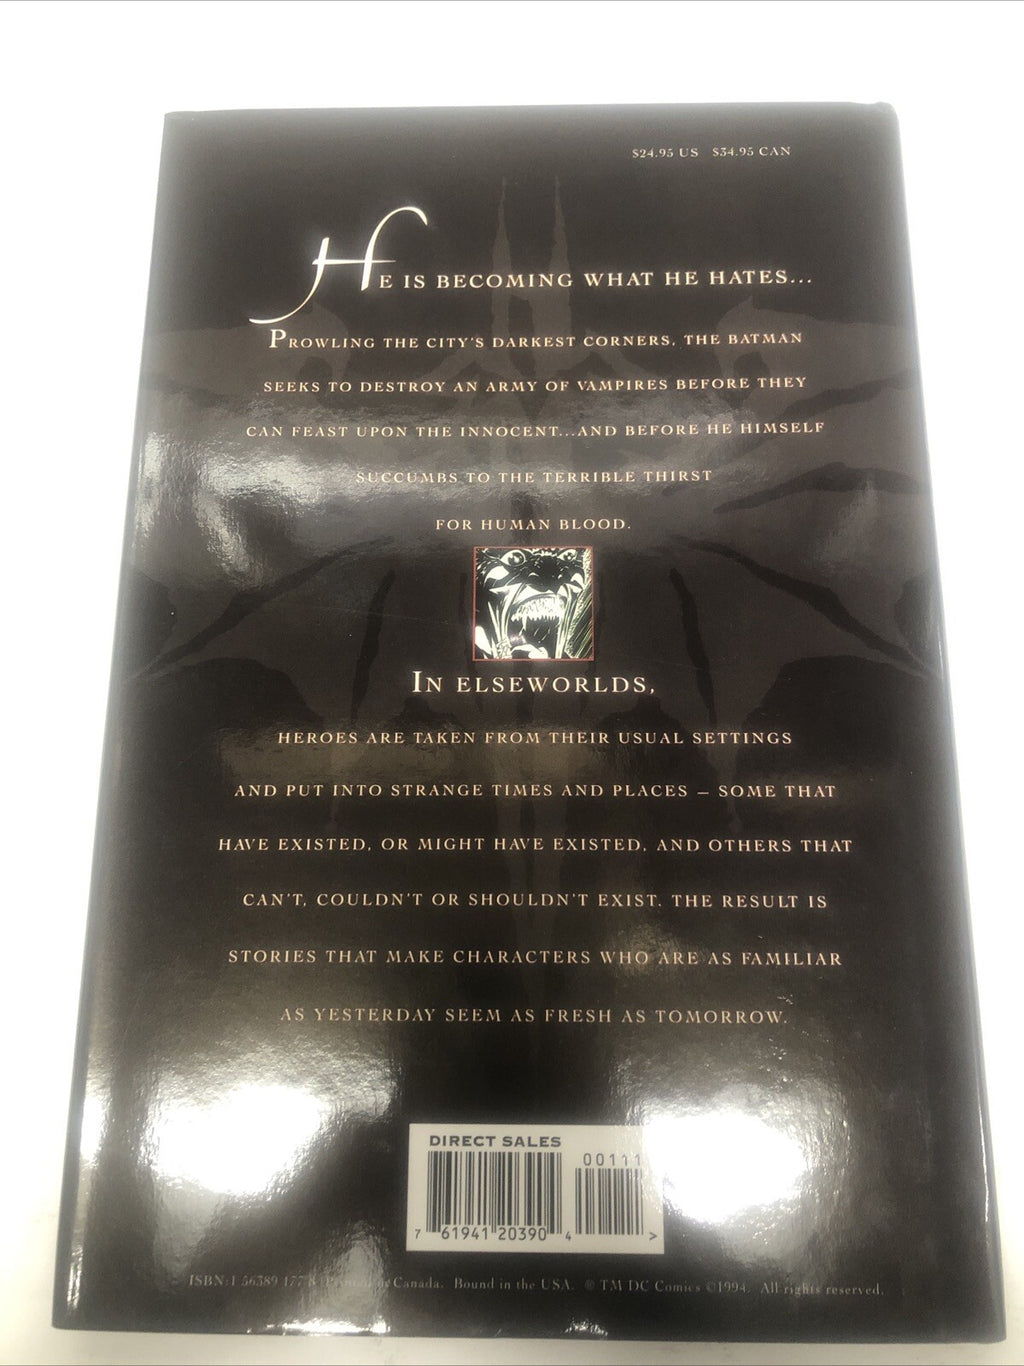 $24.95 US $34.95 CAN
HE IS BECOMING WHAT HE HATES...
PROWLING THE CITY'S DARKEST CORNERS, THE BATMAN
SEEKS TO DESTROY AN ARMY OF VAMPIRES BEFORE THEY
CAN FEAST UPON THE INNOCENT...AND BEFORE HE HIMSELF
SUCCUMBS TO THE TERRIBLE THIRST
FOR HUMAN BLOOD.
IN ELSEWORLDS,
HEROES ARE TAKEN FROM THEIR USUAL SETTINGS
AND PUT INTO STRANGE TIMES AND PLACES – SOME THAT
HAVE EXISTED, OR MIGHT HAVE EXISTED, AND OTHERS THAT
CAN'T, COULDN'T OR SHOULDN'T EXIST. THE RESULT IS
STORIES THAT MAKE CHARACTERS WHO ARE AS FAMILIAR
AS YESTERDAY SEEM AS FRESH AS TOMORROW.
DIRECT SALES
00111
7 61941 20390 4 >
ISBN:1 56389 177 8 Printed in Canada. Bound in the USA. ® TM DC Comics ©1994. All rights reserved.